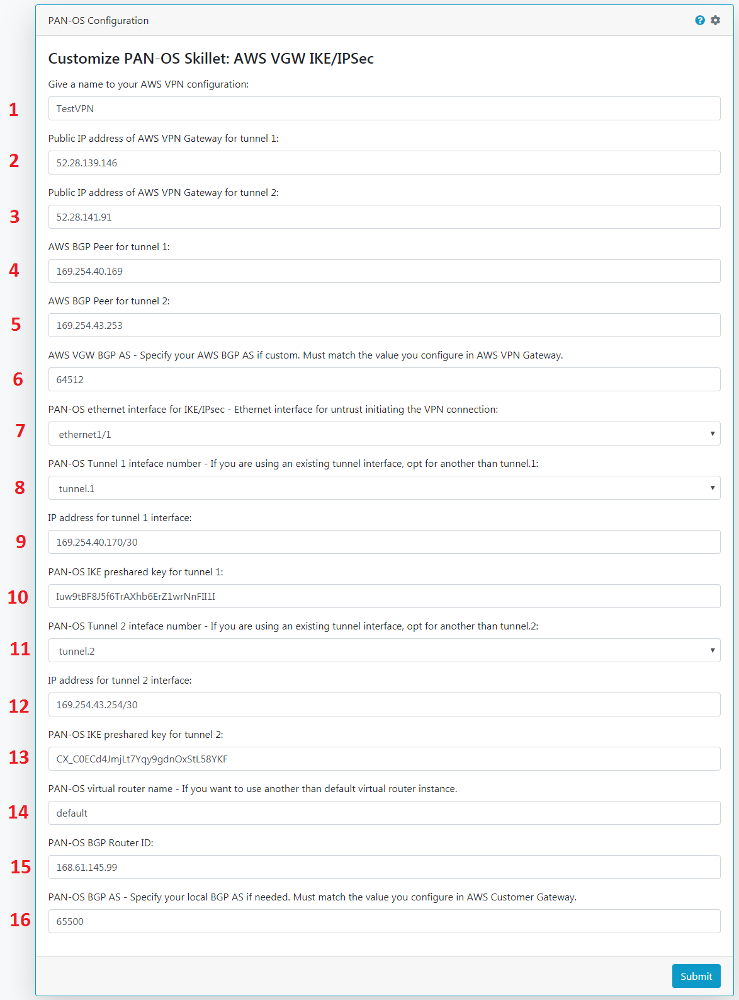 PAN-OS Configuration
Customize PAN-OS Skillet: AWS VGW IKE/IPSec
Give a name to your AWS VPN configuration:
1
TestVPN
Public IP address of AWS VPN Gateway for tunnel 1:
2
52.28.139.146
Public IP address of AWS VPN Gateway for tunnel 2:
3
52.28.141.91
AWS BGP Peer for tunnel 1:
4
169.254.40.169
AWS BGP Peer for tunnel 2:
5
169.254.43.253
AWS VGW BGP AS - Specify your AWS BGP AS if custom. Must match the value you configure in AWS VPN Gateway.
6
64512
PAN-OS ethernet interface for IKE/IPsec - Ethernet interface for untrust initiating the VPN connection:
7
ethernet1/1
PAN-OS Tunnel 1 inteface number - If you are using an existing tunnel interface, opt for another than tunnel.1:
8
tunnel.1
IP address for tunnel 1 interface:
9
169.254.40.170/30
PAN-OS IKE preshared key for tunnel 1:
10
Iuw9tBF8J5f6TrAXhb6ErZ1wrNnFII1I
PAN-OS Tunnel 2 inteface number - If you are using an existing tunnel interface, opt for another than tunnel.2:
11
tunnel.2
IP address for tunnel 2 interface:
12
169.254.43.254/30
PAN-OS IKE preshared key for tunnel 2:
13
CX_C0ECd4JmjLt7Yqy9gdnOxStL58YKF
PAN-OS virtual router name - If you want to use another than default virtual router instance.
14
default
PAN-OS BGP Router ID:
15
168.61.145.99
PAN-OS BGP AS - Specify your local BGP AS if needed. Must match the value you configure in AWS Customer Gateway.
16
65500
Submit